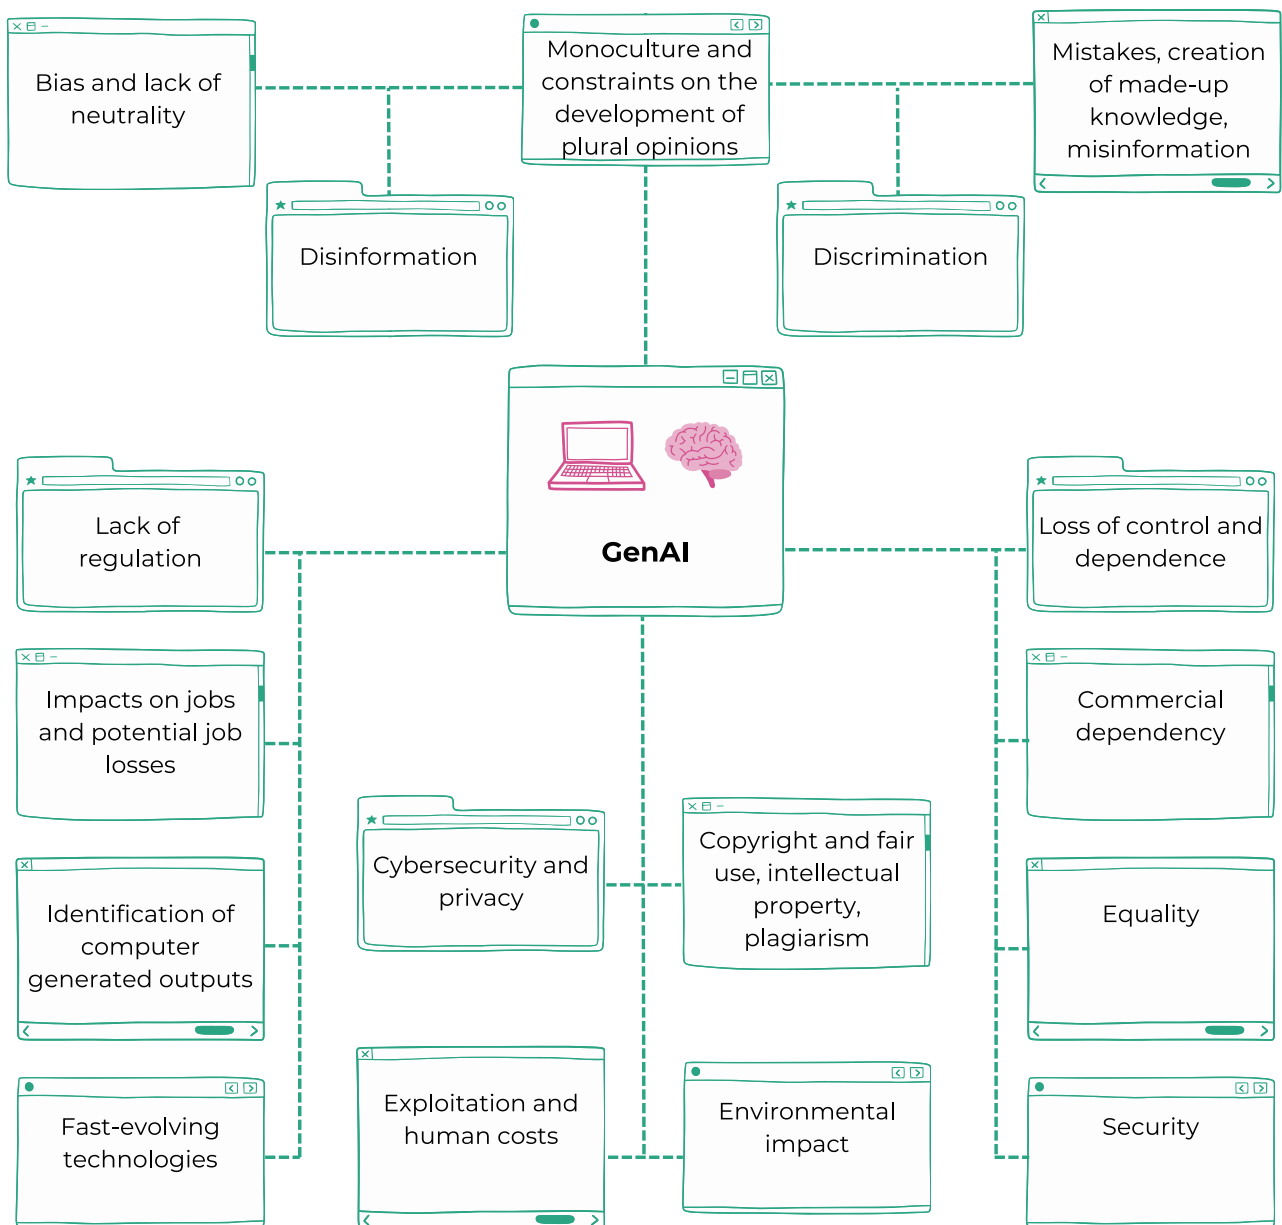 Bias and lack of
neutrality
Monoculture and
constraints on the
development of
plural opinions
Mistakes, creation
of made-up
knowledge,
misinformation
Disinformation
Discrimination
GenAI
Lack of
regulation
Loss of control and
dependence
Impacts on jobs
and potential job
losses
Commercial
dependency
Cybersecurity and
privacy
Copyright and fair
use, intellectual
property,
plagiarism
Identification of
computer
generated outputs
Equality
Fast-evolving
technologies
Exploitation and
human costs
Environmental
impact
Security